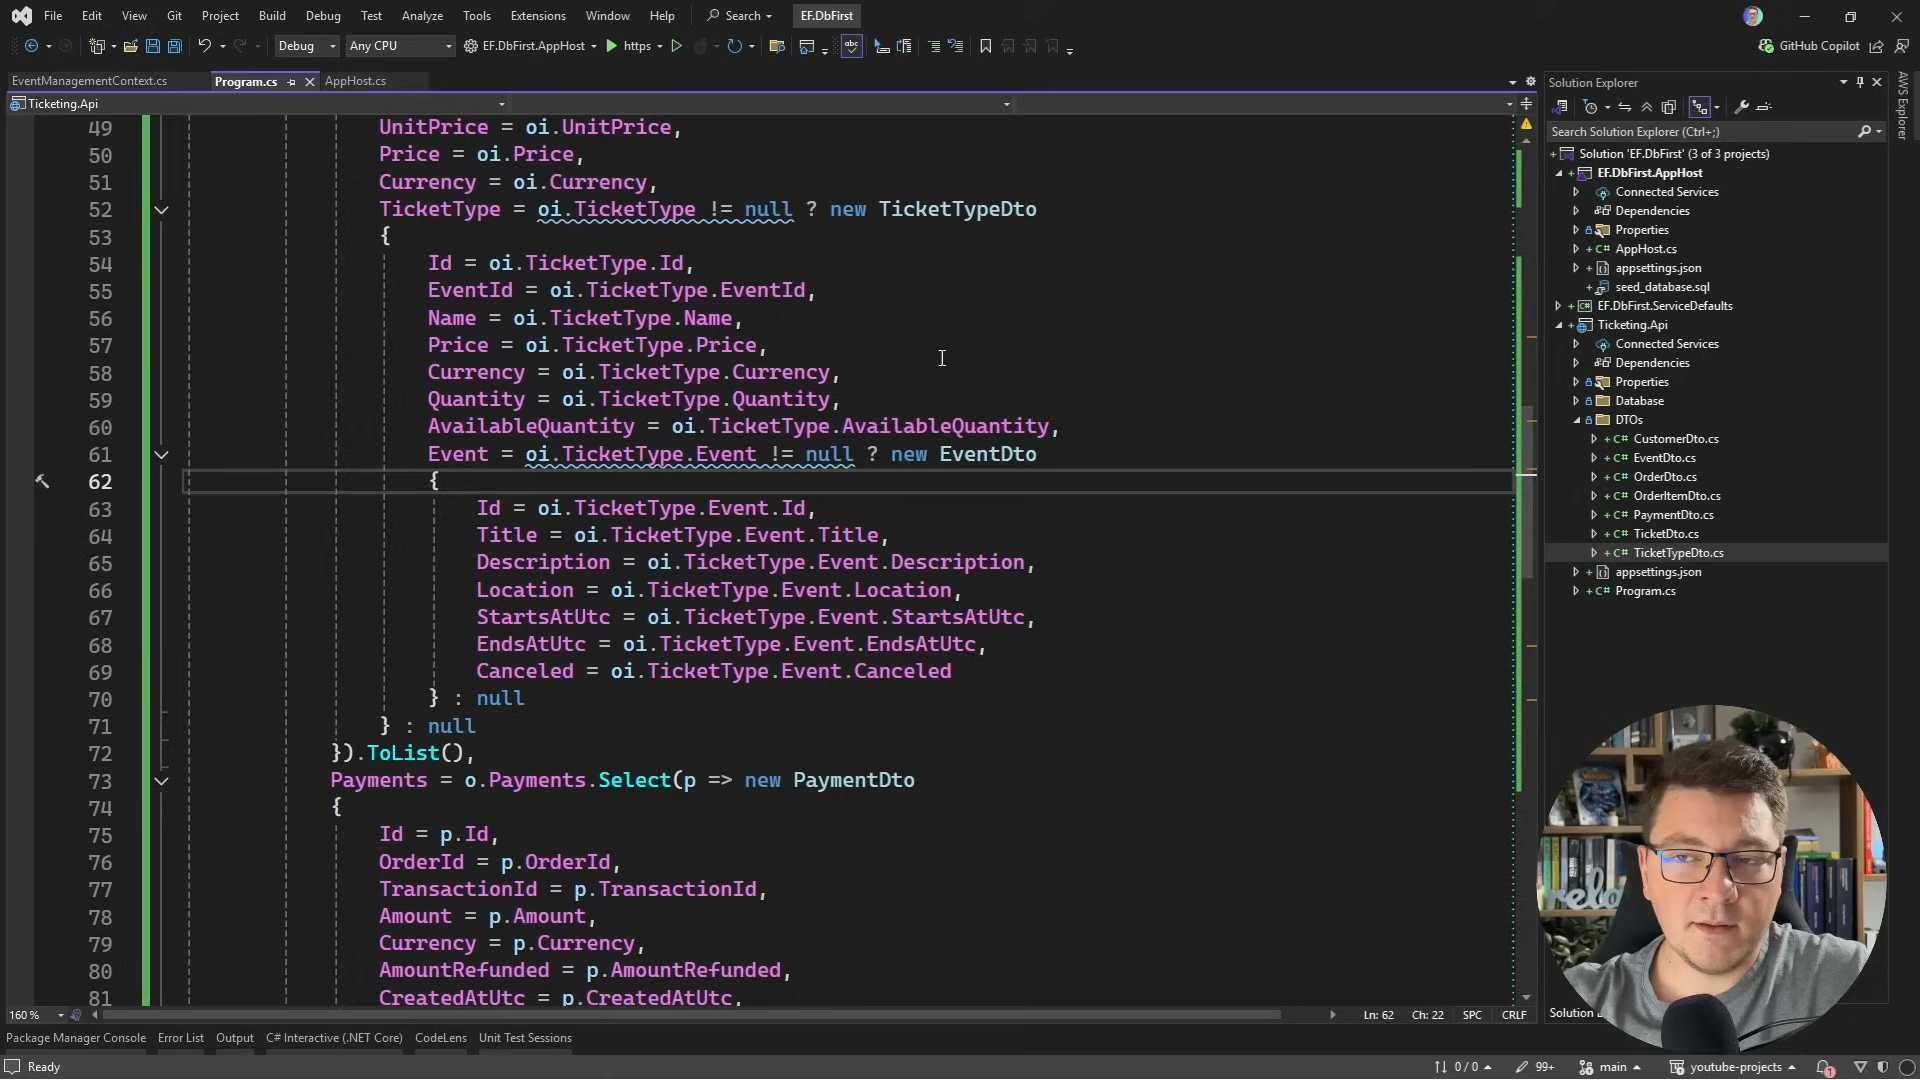 File Edit View Git Project Build Debug Test Analyze Tools Extensions Window Help Search EF.DbFirst
Debug Any CPU EF.DbFirst.AppHost https GitHub Copilot
EventManagementContext.cs Program.cs AppHost.cs
Ticketing.Api
49 UnitPrice = oi.UnitPrice,
50 Price = oi.Price,
51 Currency = oi.Currency,
52 TicketType = oi.TicketType != null ? new TicketTypeDto
53 {
54 Id = oi.TicketType.Id,
55 EventId = oi.TicketType.EventId,
56 Name = oi.TicketType.Name,
57 Price = oi.TicketType.Price,
58 Currency = oi.TicketType.Currency,
59 Quantity = oi.TicketType.Quantity,
60 AvailableQuantity = oi.TicketType.AvailableQuantity,
61 Event = oi.TicketType.Event != null ? new EventDto
62 {
63 Id = oi.TicketType.Event.Id,
64 Title = oi.TicketType.Event.Title,
65 Description = oi.TicketType.Event.Description,
66 Location = oi.TicketType.Event.Location,
67 StartsAtUtc = oi.TicketType.Event.StartsAtUtc,
68 EndsAtUtc = oi.TicketType.Event.EndsAtUtc,
69 Canceled = oi.TicketType.Event.Canceled
70 } : null
71 } : null
72 }).ToList(),
73 Payments = o.Payments.Select(p => new PaymentDto
74 {
75 Id = p.Id,
76 OrderId = p.OrderId,
77 TransactionId = p.TransactionId,
78 Amount = p.Amount,
79 Currency = p.Currency,
80 AmountRefunded = p.AmountRefunded,
81 CreatedAtUtc = p.CreatedAtUtc,
160 % Ln: 62 Ch: 22 SPC CRLF
Solution Explorer
Search Solution Explorer (Ctrl+;)
Solution 'EF.DbFirst' (3 of 3 projects)
EF.DbFirst.AppHost
Connected Services
Dependencies
Properties
C# AppHost.cs
appsettings.json
seed_database.sql
EF.DbFirst.ServiceDefaults
Ticketing.Api
Connected Services
Dependencies
Properties
Database
DTOs
C# CustomerDto.cs
C# EventDto.cs
C# OrderDto.cs
C# OrderItemDto.cs
C# PaymentDto.cs
C# TicketDto.cs
C# TicketTypeDto.cs
appsettings.json
C# Program.cs
AWS Explorer
Solution
Package Manager Console Error List Output C# Interactive (.NET Core) CodeLens Unit Test Sessions
Ready 0 / 0 99+ main youtube-projects 1